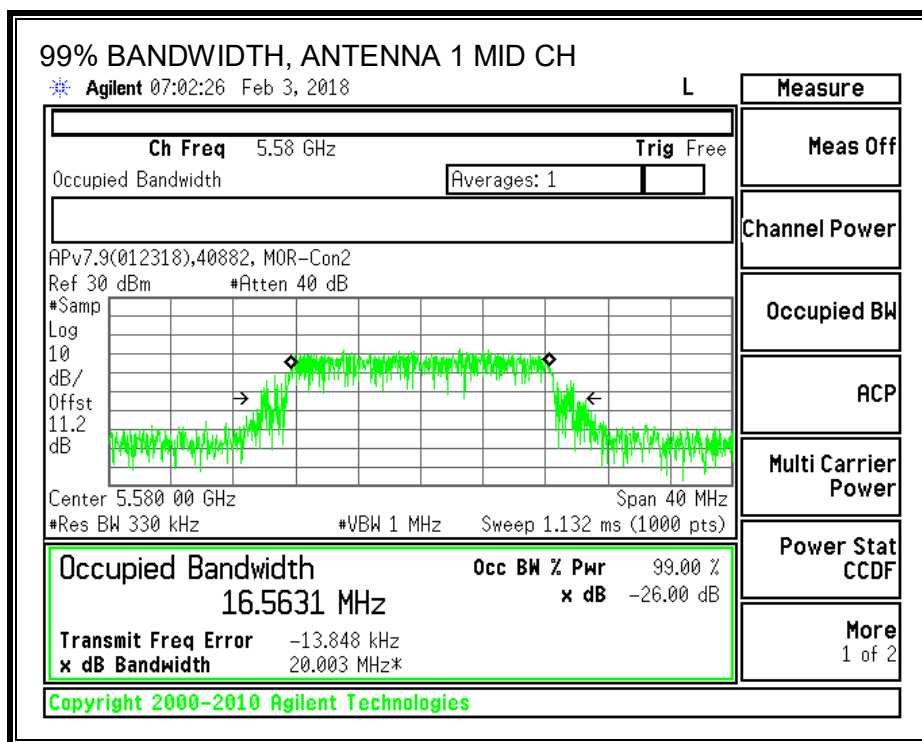 99% BANDWIDTH, ANTENNA 1 MID CH
Agilent 07:02:26 Feb 3, 2018 L
Ch Freq 5.58 GHz Trig Free
Occupied Bandwidth Averages: 1
APv7.9(012318),40882, MOR-Con2
Ref 30 dBm #Atten 40 dB
#Samp
Log
10
dB/
Offst
11.2
dB
Center 5.580 00 GHz Span 40 MHz
#Res BW 330 kHz #VBW 1 MHz Sweep 1.132 ms (1000 pts)
Occupied Bandwidth Occ BW % Pwr 99.00 %
16.5631 MHz x dB -26.00 dB
Transmit Freq Error -13.848 kHz
x dB Bandwidth 20.003 MHz*
Copyright 2000-2010 Agilent Technologies
Measure
Meas Off
Channel Power
Occupied BW
ACP
Multi Carrier
Power
Power Stat
CCDF
More
1 of 2